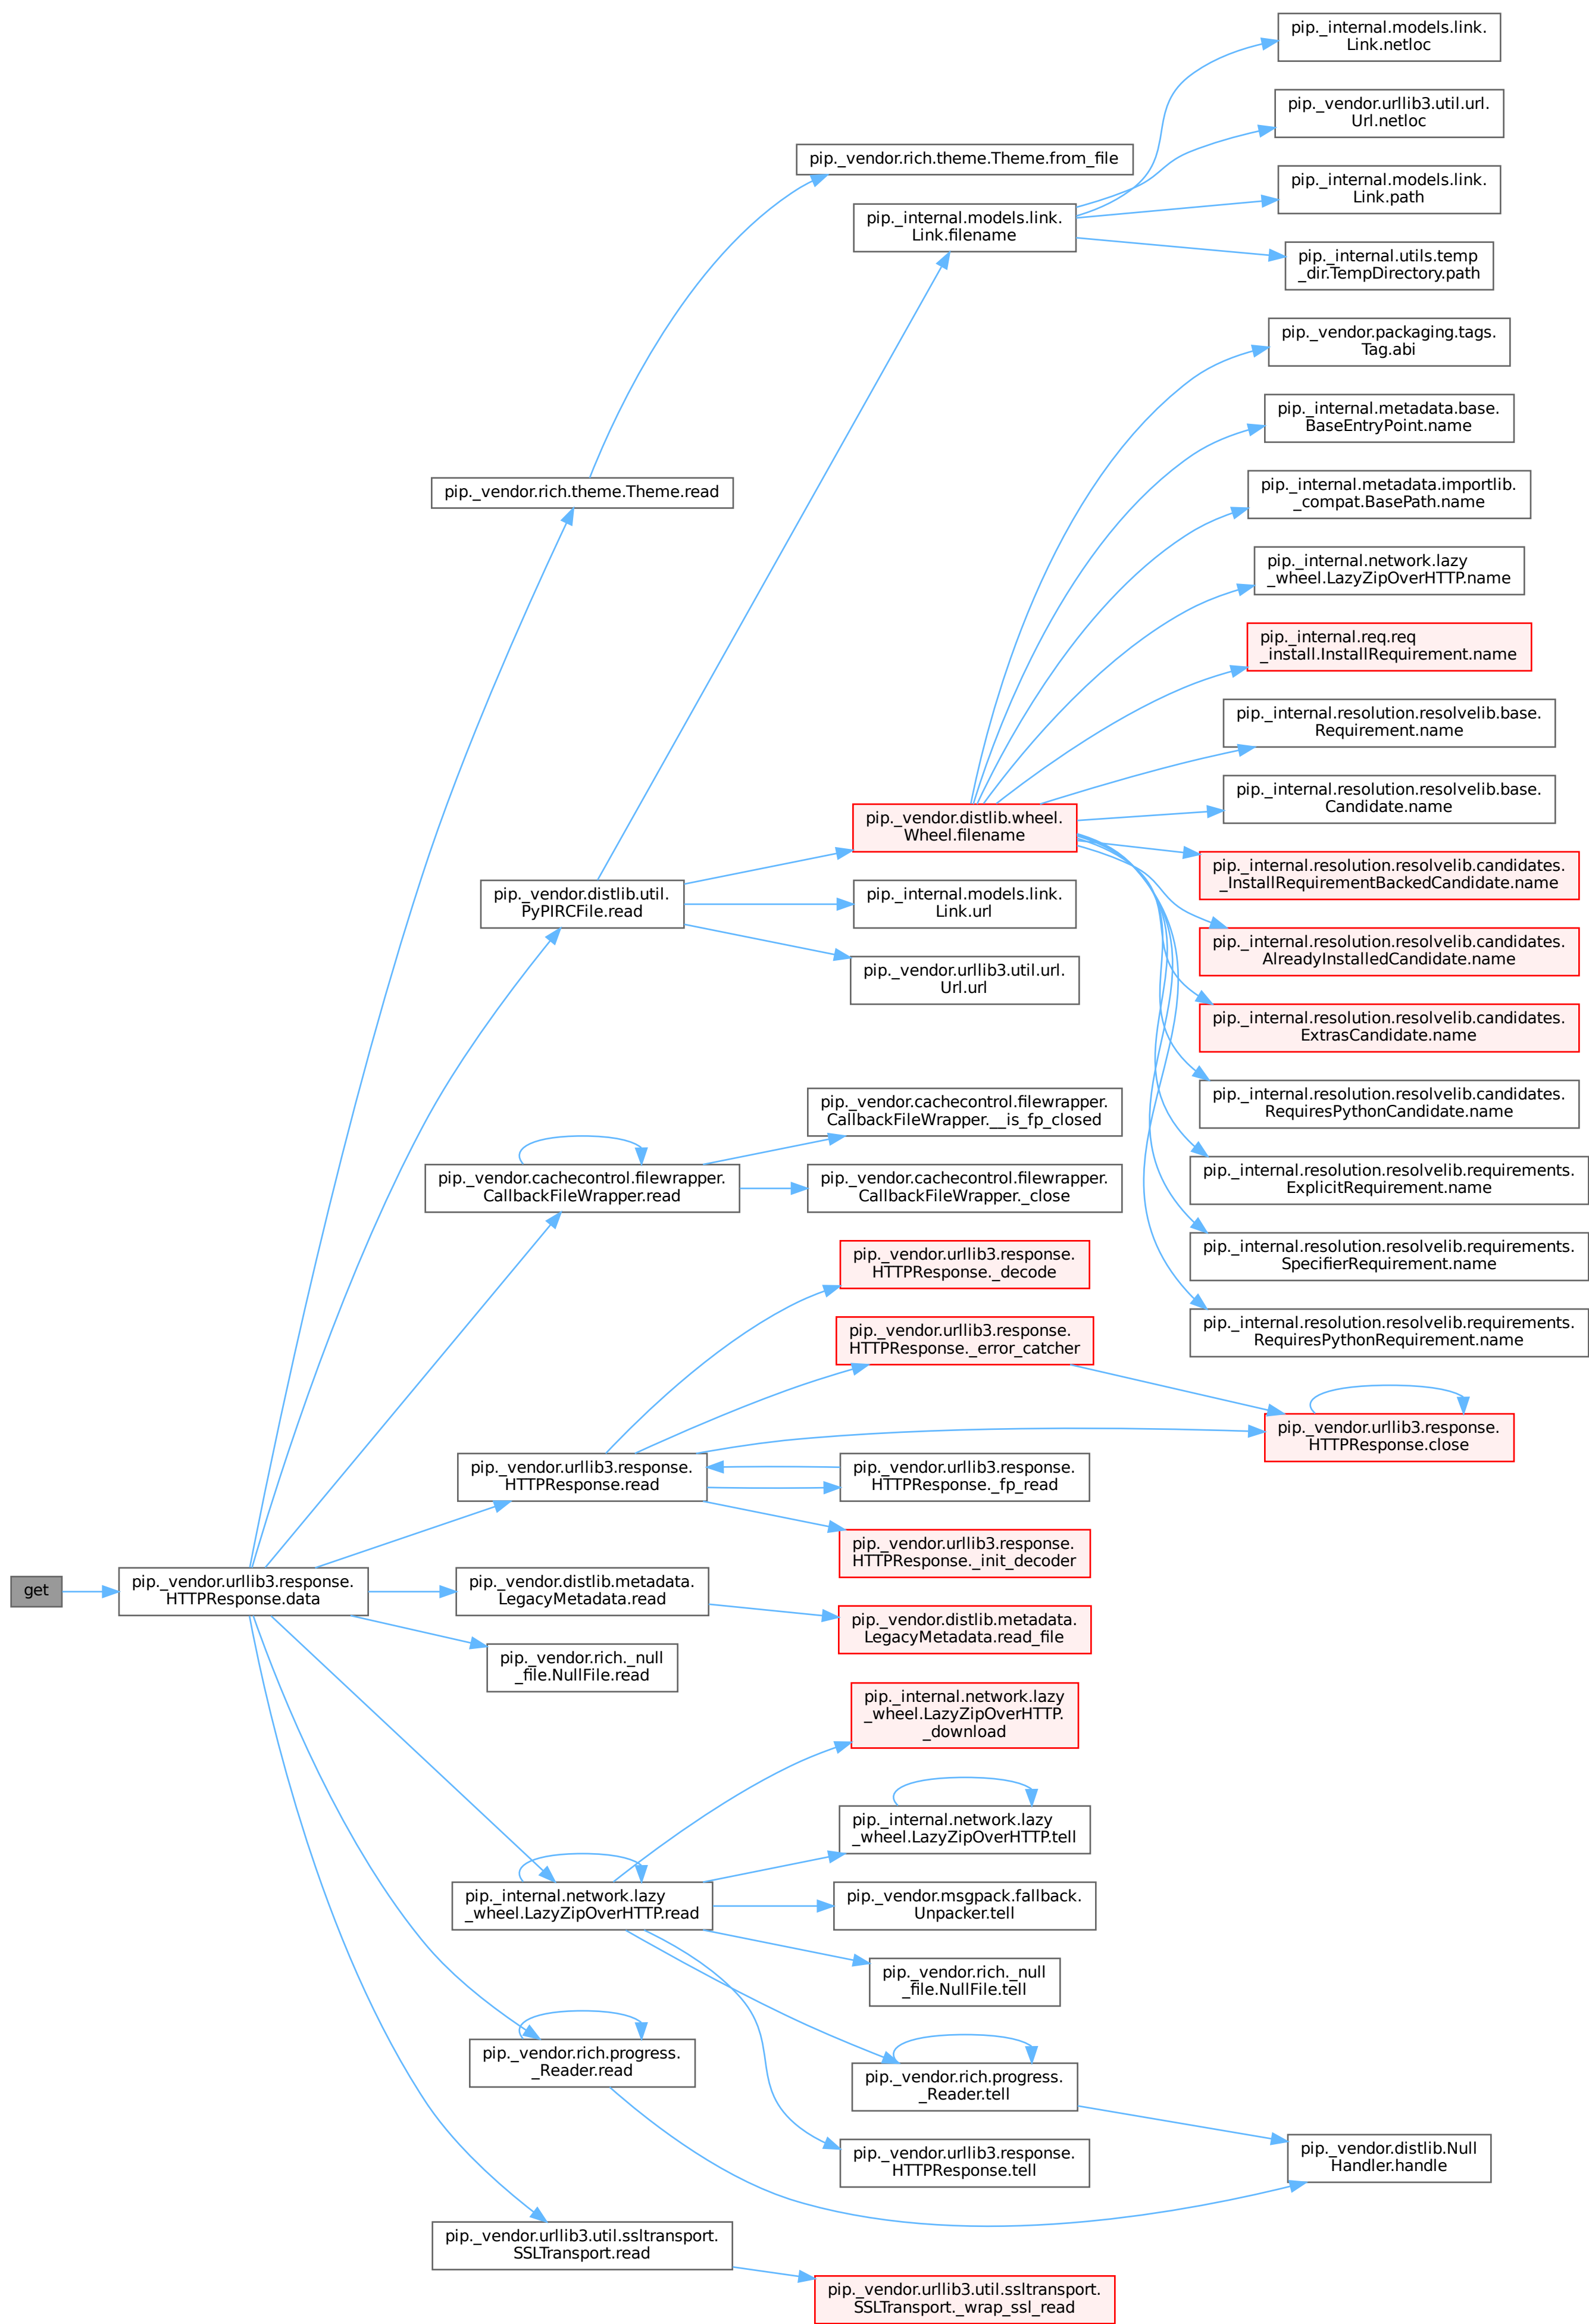 pip._internal.models.link.
Link.netloc
pip._vendor.urllib3.util.url.
Url.netloc
pip._vendor.rich.theme.Theme.from_file
pip._internal.models.link.
Link.path
pip._internal.models.link.
Link.filename
pip._internal.utils.temp
_dir.TempDirectory.path
pip._vendor.packaging.tags.
Tag.abi
pip._internal.metadata.base.
BaseEntryPoint.name
pip._vendor.rich.theme.Theme.read
pip._internal.metadata.importlib.
_compat.BasePath.name
pip._internal.network.lazy
_wheel.LazyZipOverHTTP.name
pip._internal.req.req
_install.InstallRequirement.name
pip._internal.resolution.resolvelib.base.
Requirement.name
pip._internal.resolution.resolvelib.base.
Candidate.name
pip._vendor.distlib.wheel.
Wheel.filename
pip._internal.resolution.resolvelib.candidates.
_InstallRequirementBackedCandidate.name
pip._vendor.distlib.util.
PyPIRCFile.read
pip._internal.models.link.
Link.url
pip._internal.resolution.resolvelib.candidates.
AlreadyInstalledCandidate.name
pip._vendor.urllib3.util.url.
Url.url
pip._internal.resolution.resolvelib.candidates.
ExtrasCandidate.name
pip._vendor.cachecontrol.filewrapper.
CallbackFileWrapper.__is_fp_closed
pip._internal.resolution.resolvelib.candidates.
RequiresPythonCandidate.name
pip._vendor.cachecontrol.filewrapper.
CallbackFileWrapper.read
pip._vendor.cachecontrol.filewrapper.
CallbackFileWrapper._close
pip._internal.resolution.resolvelib.requirements.
ExplicitRequirement.name
pip._vendor.urllib3.response.
HTTPResponse._decode
pip._internal.resolution.resolvelib.requirements.
SpecifierRequirement.name
pip._vendor.urllib3.response.
HTTPResponse._error_catcher
pip._internal.resolution.resolvelib.requirements.
RequiresPythonRequirement.name
pip._vendor.urllib3.response.
HTTPResponse.close
pip._vendor.urllib3.response.
HTTPResponse.read
pip._vendor.urllib3.response.
HTTPResponse._fp_read
pip._vendor.urllib3.response.
HTTPResponse._init_decoder
get
pip._vendor.urllib3.response.
HTTPResponse.data
pip._vendor.distlib.metadata.
LegacyMetadata.read
pip._vendor.distlib.metadata.
LegacyMetadata.read_file
pip._vendor.rich._null
_file.NullFile.read
pip._internal.network.lazy
_wheel.LazyZipOverHTTP.
_download
pip._internal.network.lazy
_wheel.LazyZipOverHTTP.tell
pip._internal.network.lazy
_wheel.LazyZipOverHTTP.read
pip._vendor.msgpack.fallback.
Unpacker.tell
pip._vendor.rich._null
_file.NullFile.tell
pip._vendor.rich.progress.
_Reader.read
pip._vendor.rich.progress.
_Reader.tell
pip._vendor.urllib3.response.
HTTPResponse.tell
pip._vendor.distlib.Null
Handler.handle
pip._vendor.urllib3.util.ssltransport.
SSLTransport.read
pip._vendor.urllib3.util.ssltransport.
SSLTransport._wrap_ssl_read